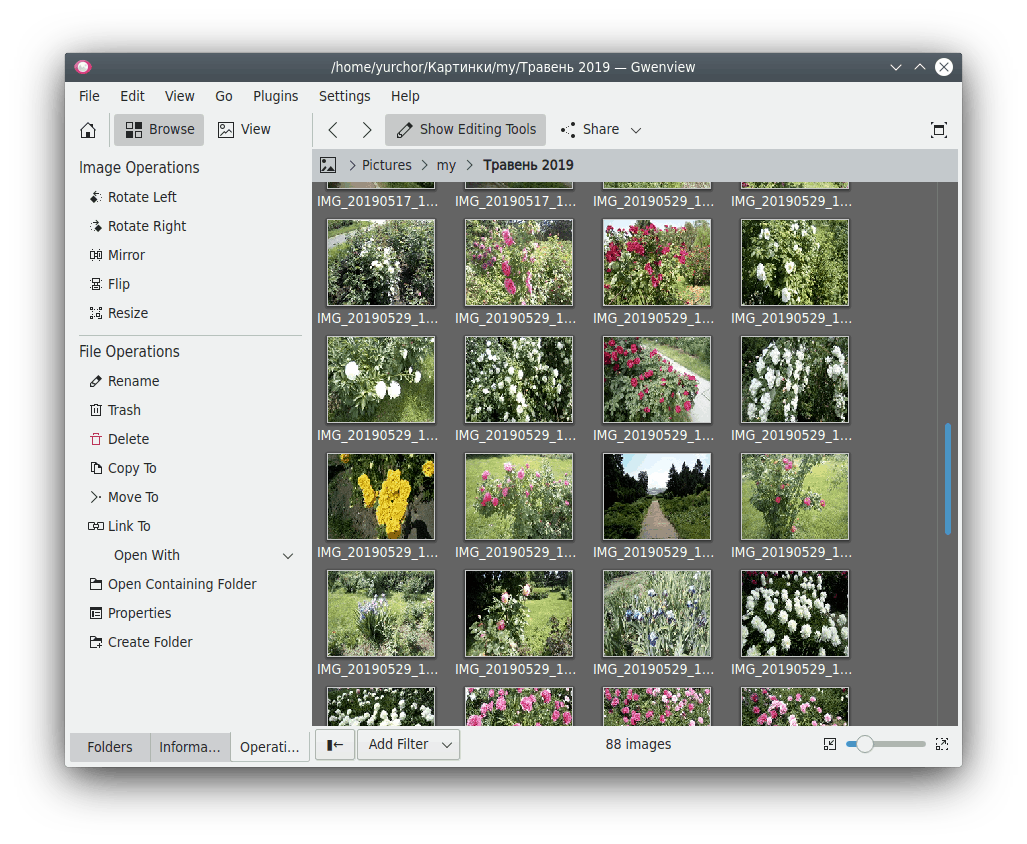 /home/yurchor/Картинки/my/Травень 2019 — Gwenview
File Edit View Go Plugins Settings Help
Browse View Show Editing Tools Share
Image Operations
Rotate Left
Rotate Right
Mirror
Flip
Resize
File Operations
Rename
Trash
Delete
Copy To
Move To
Link To
Open With
Open Containing Folder
Properties
Create Folder
Folders Informa... Operati...
Pictures my Травень 2019
IMG_20190517_1... IMG_20190517_1... IMG_20190529_1... IMG_20190529_1...
IMG_20190529_1... IMG_20190529_1... IMG_20190529_1... IMG_20190529_1...
IMG_20190529_1... IMG_20190529_1... IMG_20190529_1... IMG_20190529_1...
IMG_20190529_1... IMG_20190529_1... IMG_20190529_1... IMG_20190529_1...
IMG_20190529_1... IMG_20190529_1... IMG_20190529_1... IMG_20190529_1...
Add Filter 88 images